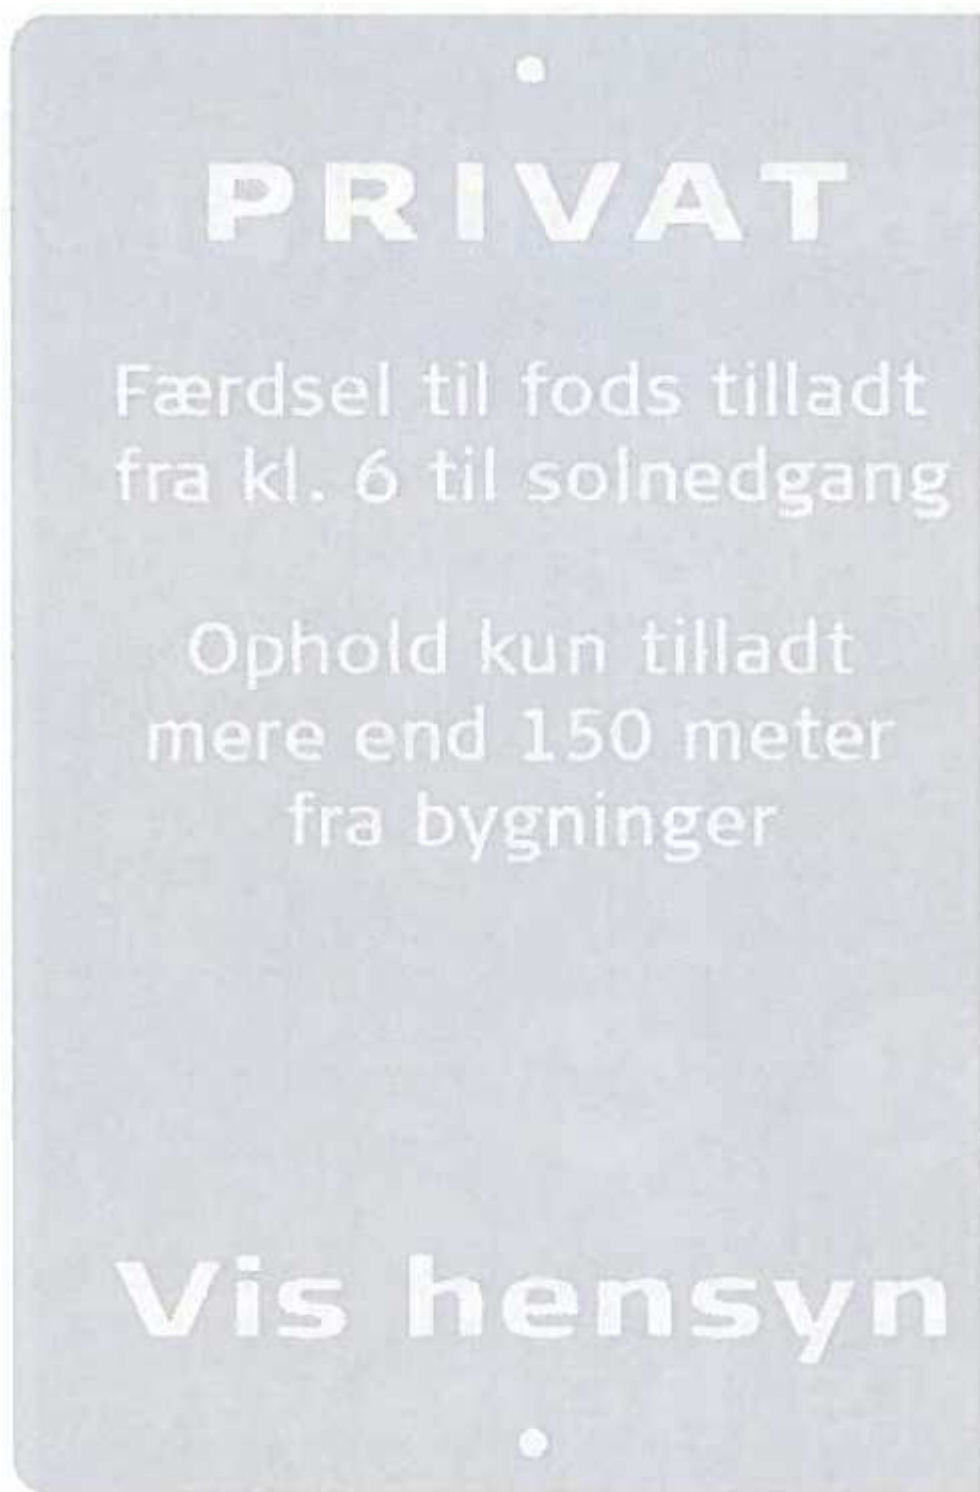 PRIVAT
Færdsel til fods tilladt
fra kl. 6 til solnedgang
Ophold kun tilladt
mere end 150 meter
fra bygninger
Vis hensyn